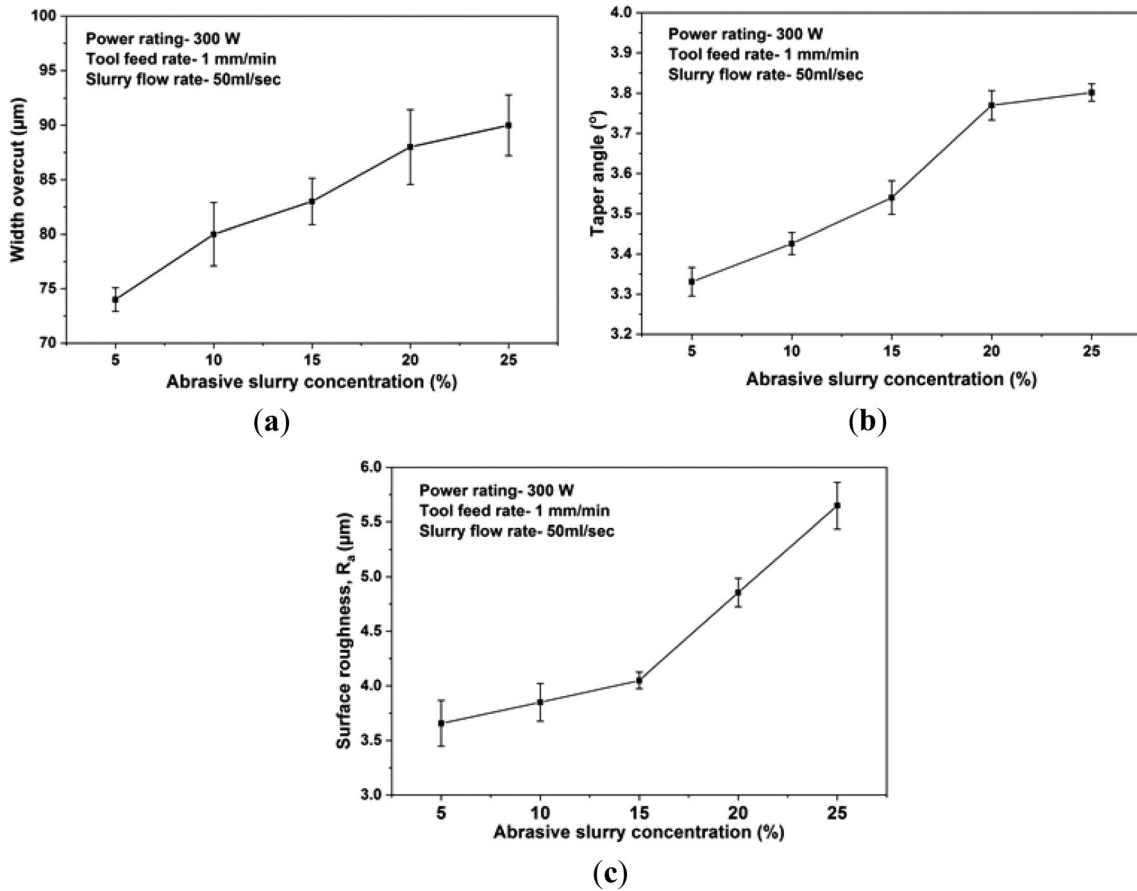 Power rating- 300 W
Tool feed rate- 1 mm/min
Slurry flow rate- 50ml/sec
Width overcut (µm)
100
95
90
85
80
75
70
5 10 15 20 25
Abrasive slurry concentration (%)
(a)
Power rating- 300 W
Tool feed rate- 1 mm/min
Slurry flow rate- 50ml/sec
Taper angle (°)
4.0
3.9
3.8
3.7
3.6
3.5
3.4
3.3
3.2
5 10 15 20 25
Abrasive slurry concentration (%)
(b)
Power rating- 300 W
Tool feed rate- 1 mm/min
Slurry flow rate- 50ml/sec
Surface roughness, Rₐ (µm)
6.0
5.5
5.0
4.5
4.0
3.5
3.0
5 10 15 20 25
Abrasive slurry concentration (%)
(c)